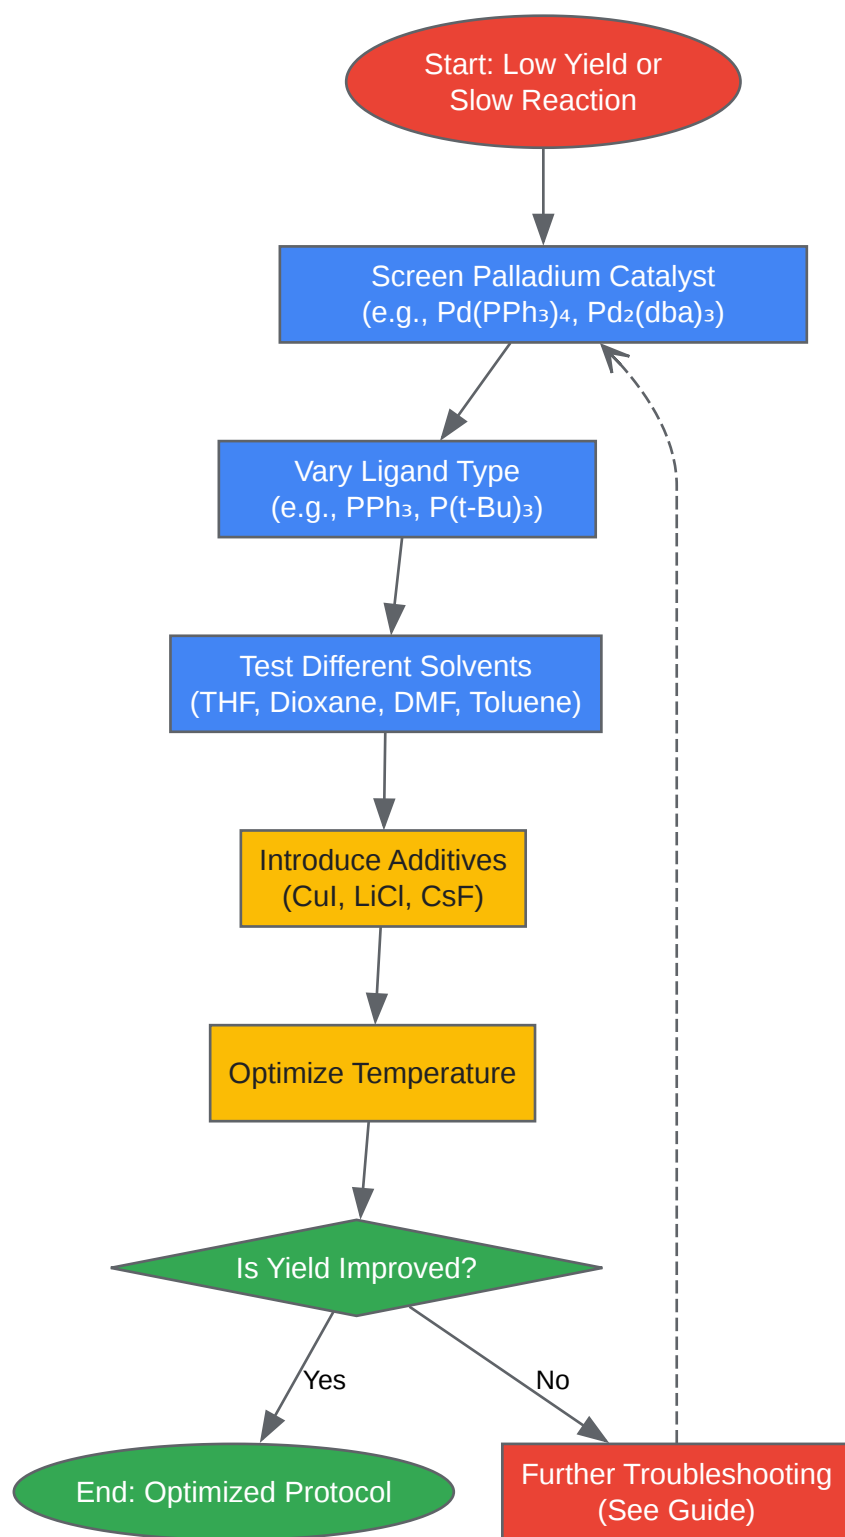 Start: Low Yield or
Slow Reaction
Screen Palladium Catalyst
(e.g., Pd(PPh₃)₄, Pd₂(dba)₃)
Vary Ligand Type
(e.g., PPh₃, P(t-Bu)₃)
Test Different Solvents
(THF, Dioxane, DMF, Toluene)
Introduce Additives
(CuI, LiCl, CsF)
Optimize Temperature
Is Yield Improved?
Yes
No
End: Optimized Protocol
Further Troubleshooting
(See Guide)